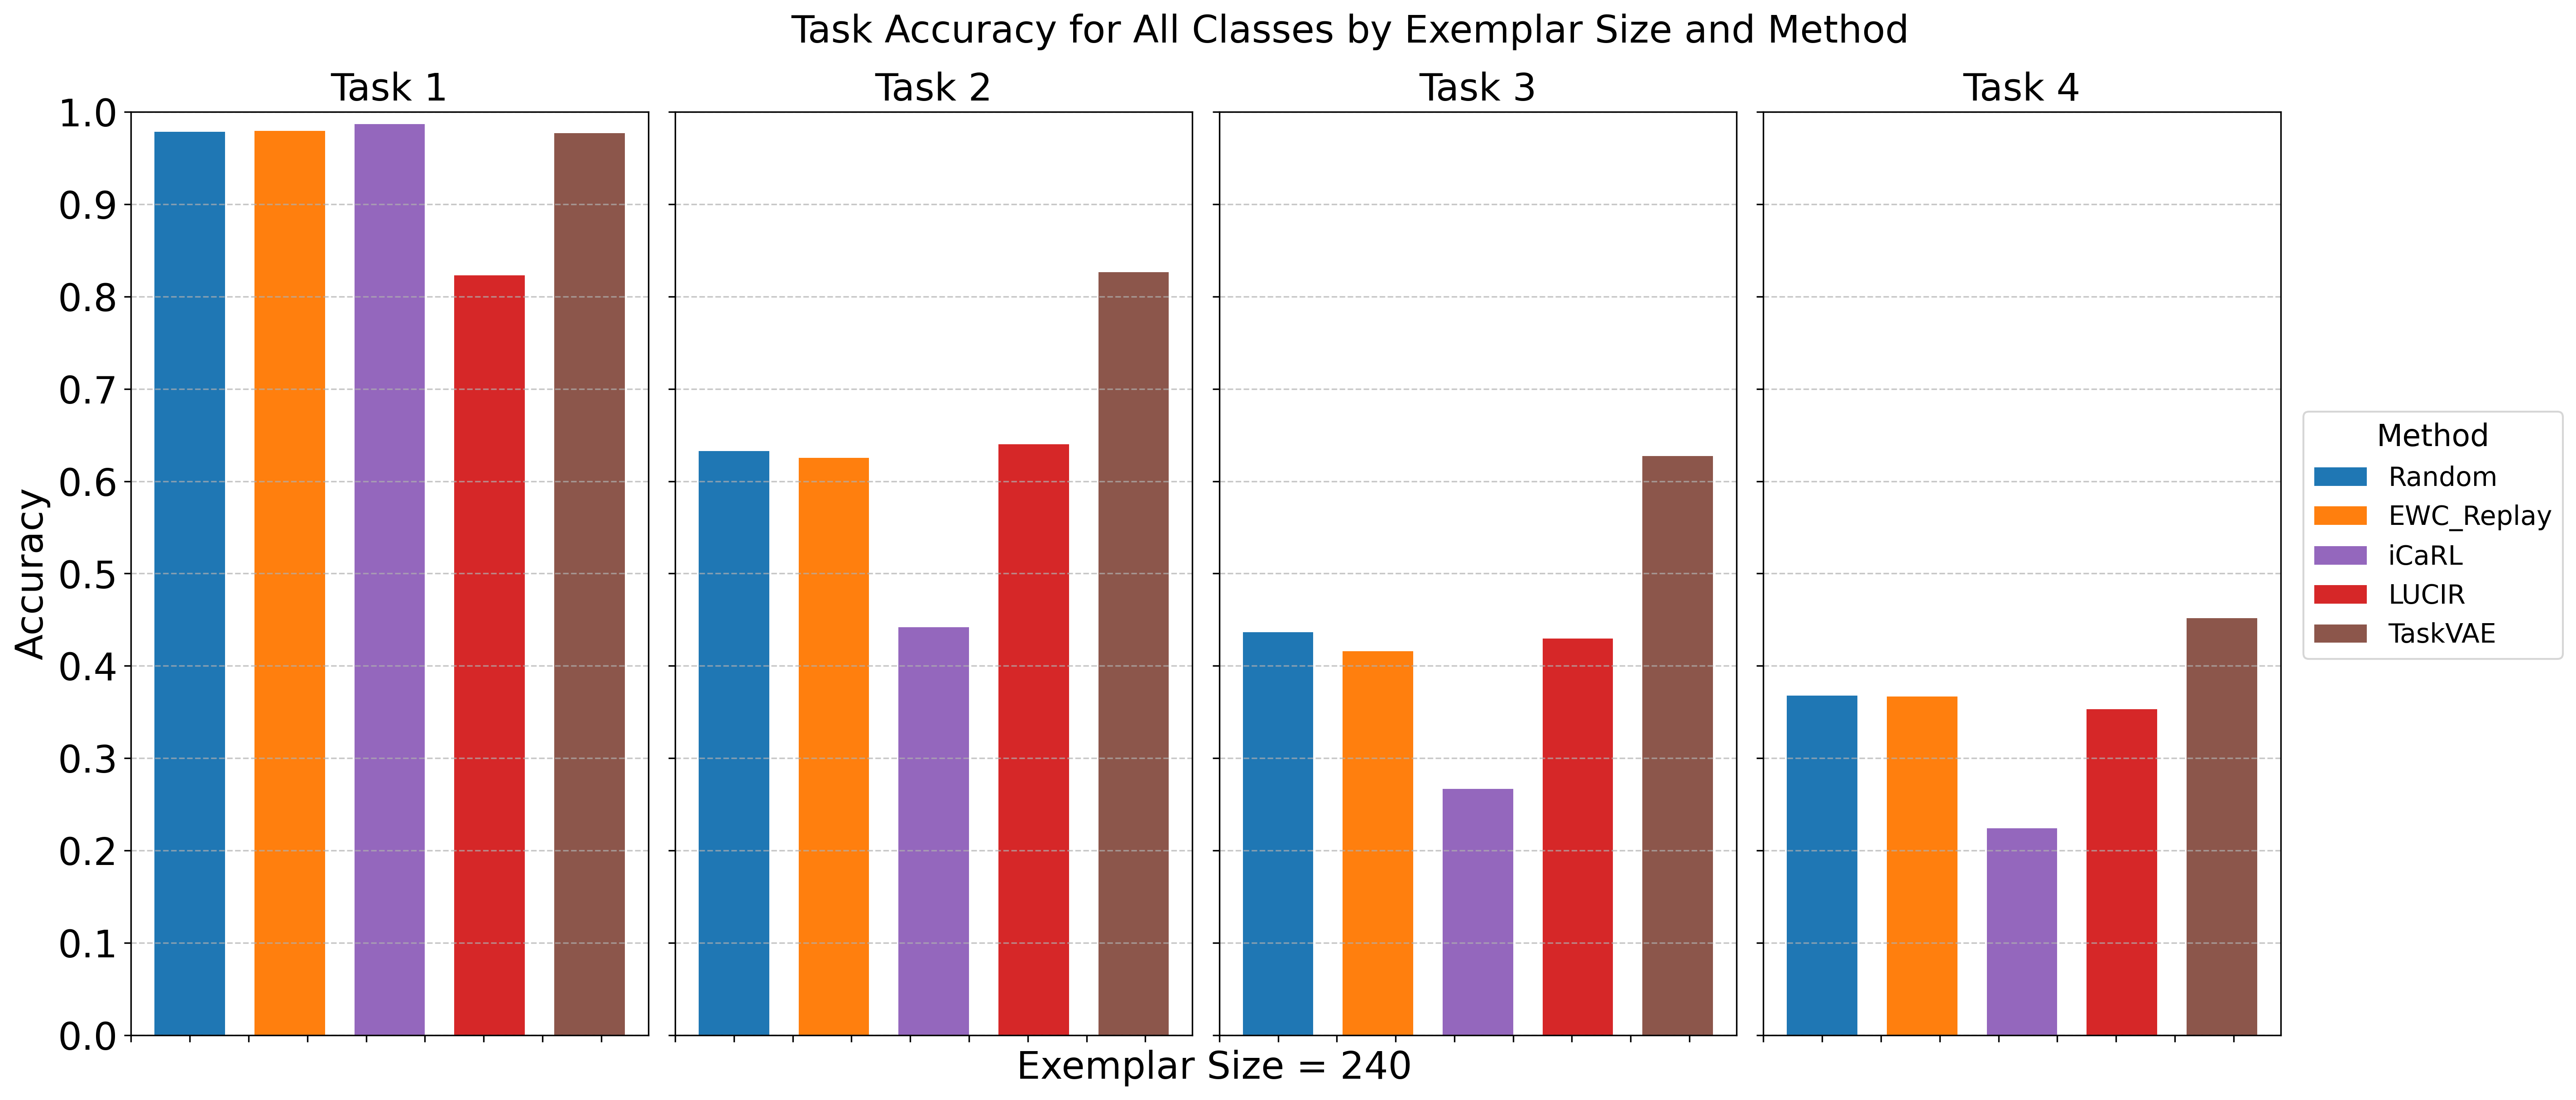 Task Accuracy for All Classes by Exemplar Size and Method
Task 1
Task 2
Task 3
Task 4
1.0
0.9
0.8
0.7
0.6
0.5
0.4
0.3
0.2
0.1
0.0
Accuracy
Exemplar Size = 240
Method
Random
EWC_Replay
iCaRL
LUCIR
TaskVAE